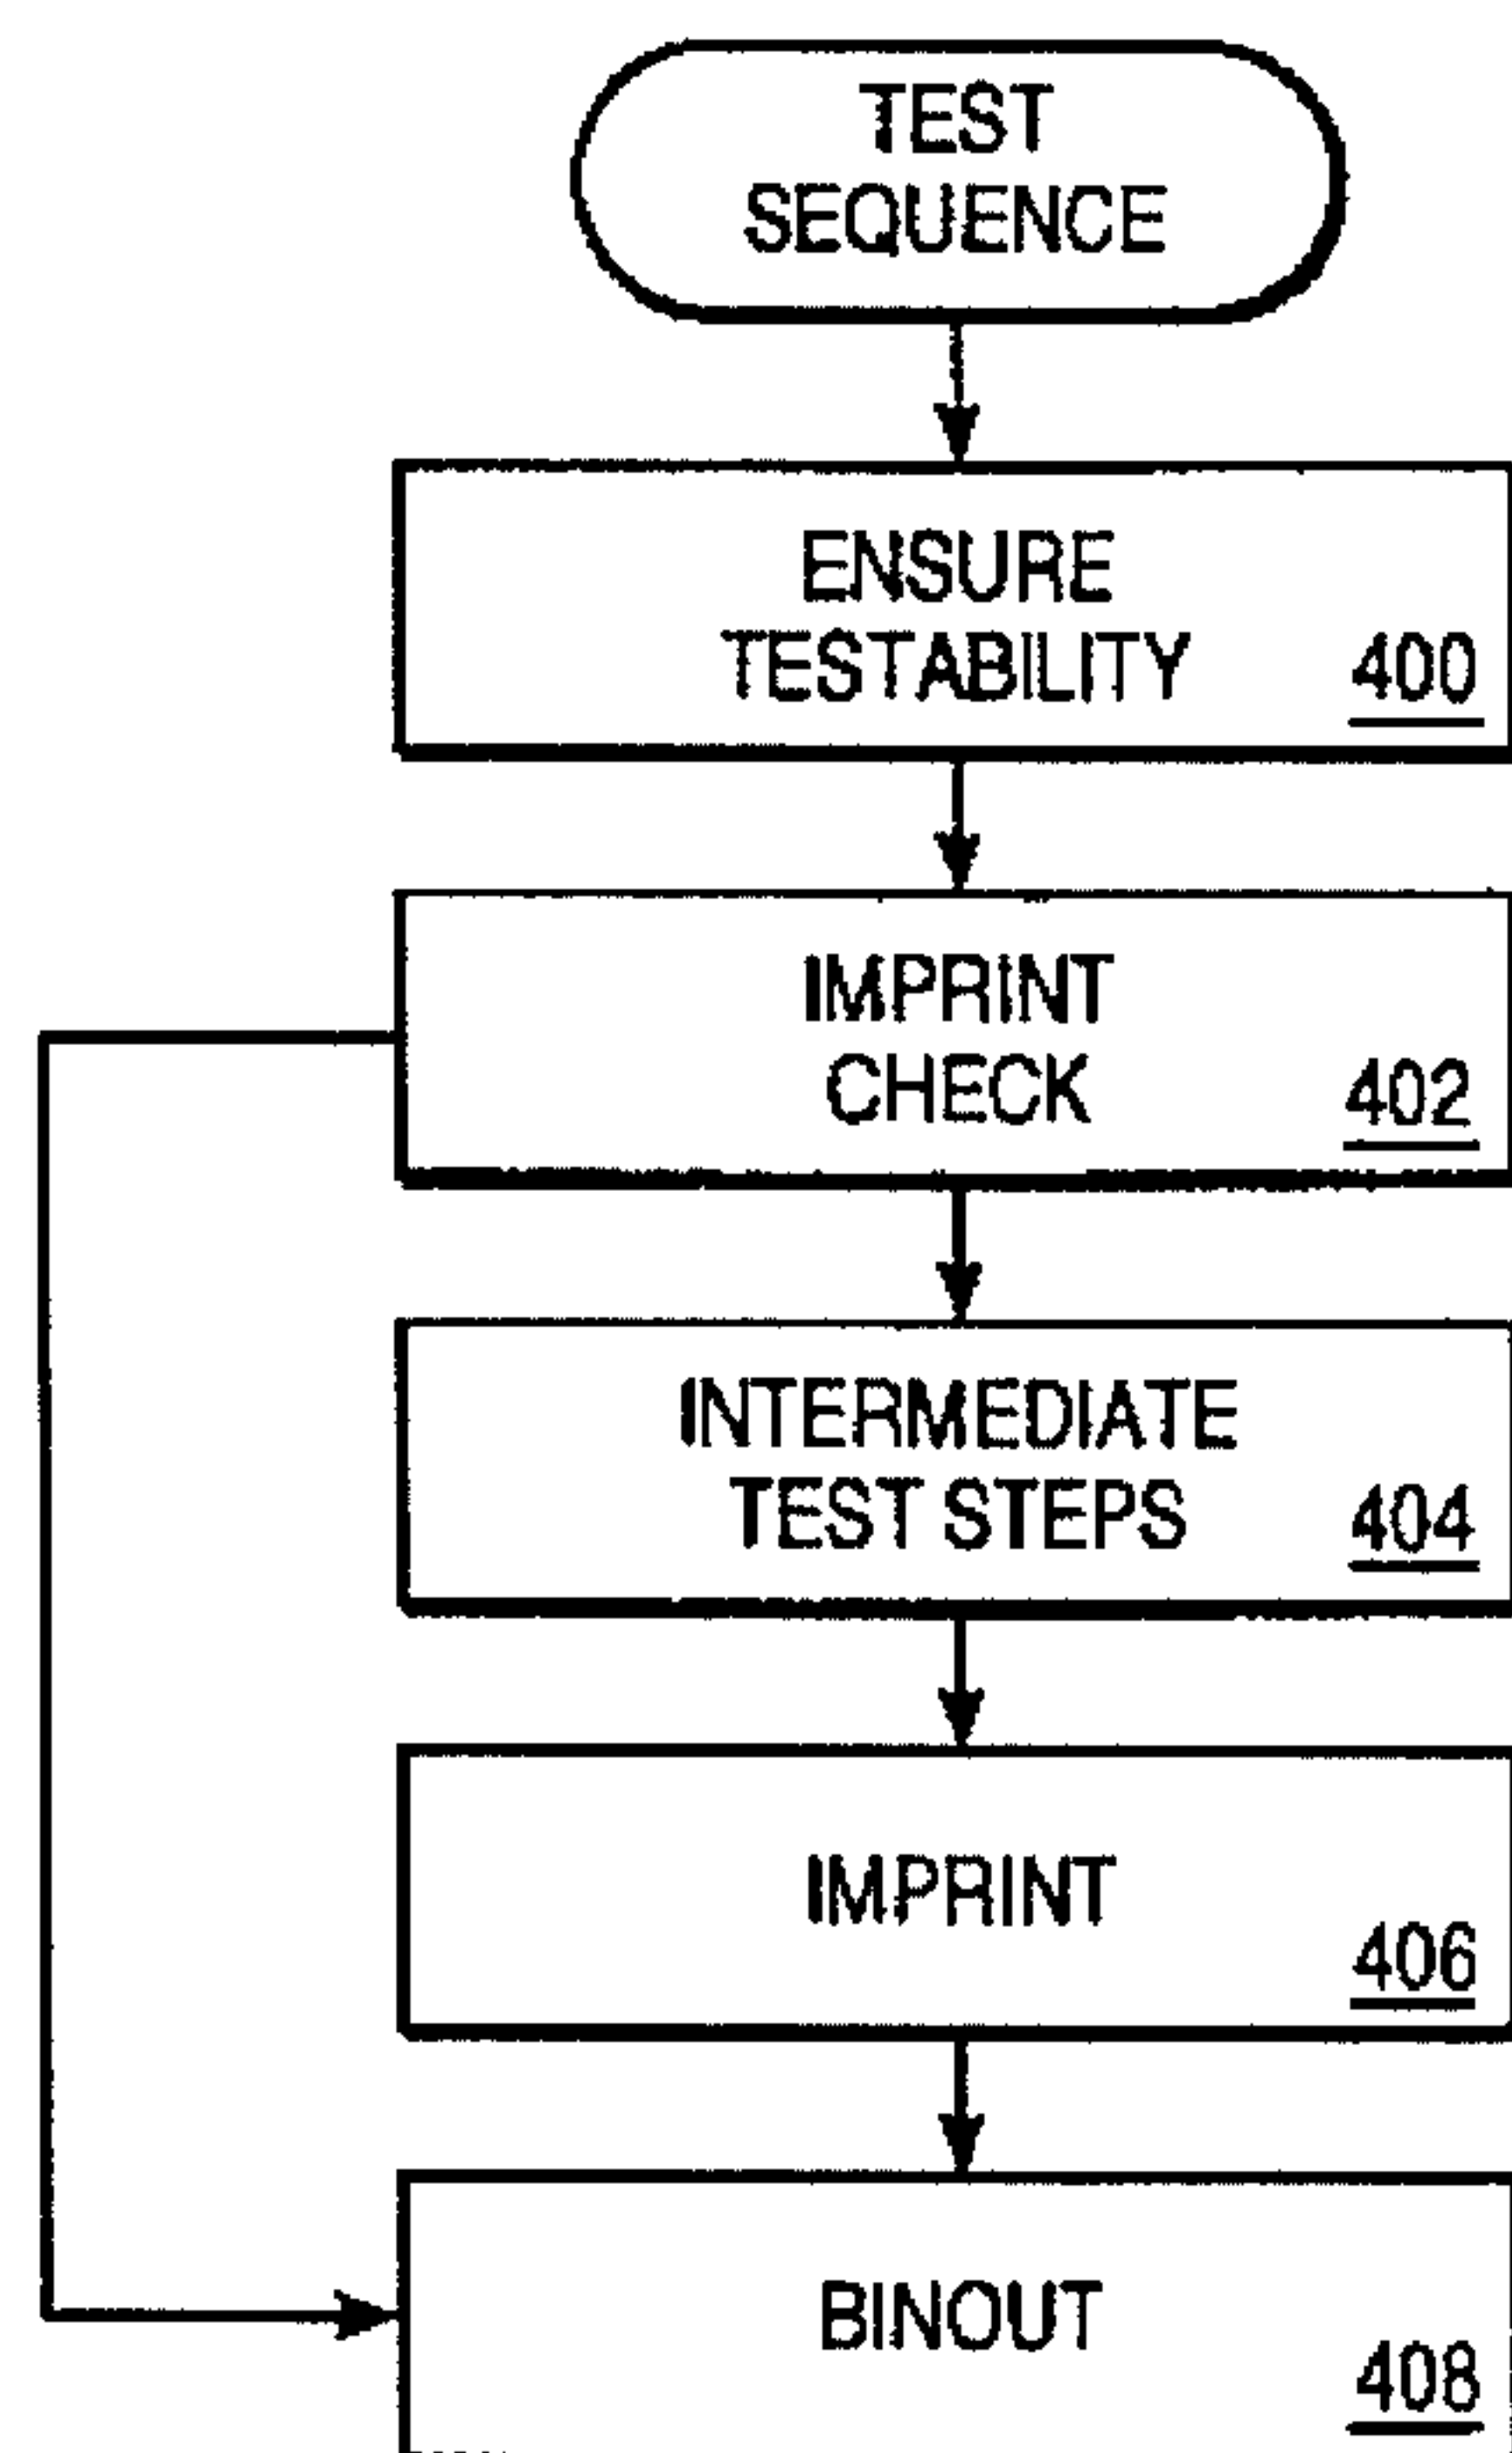 TEST
SEQUENCE
ENSURE
TESTABILITY
400
IMPRINT
CHECK
402
INTERMEDIATE
TEST STEPS
404
IMPRINT
406
BINOUT
408